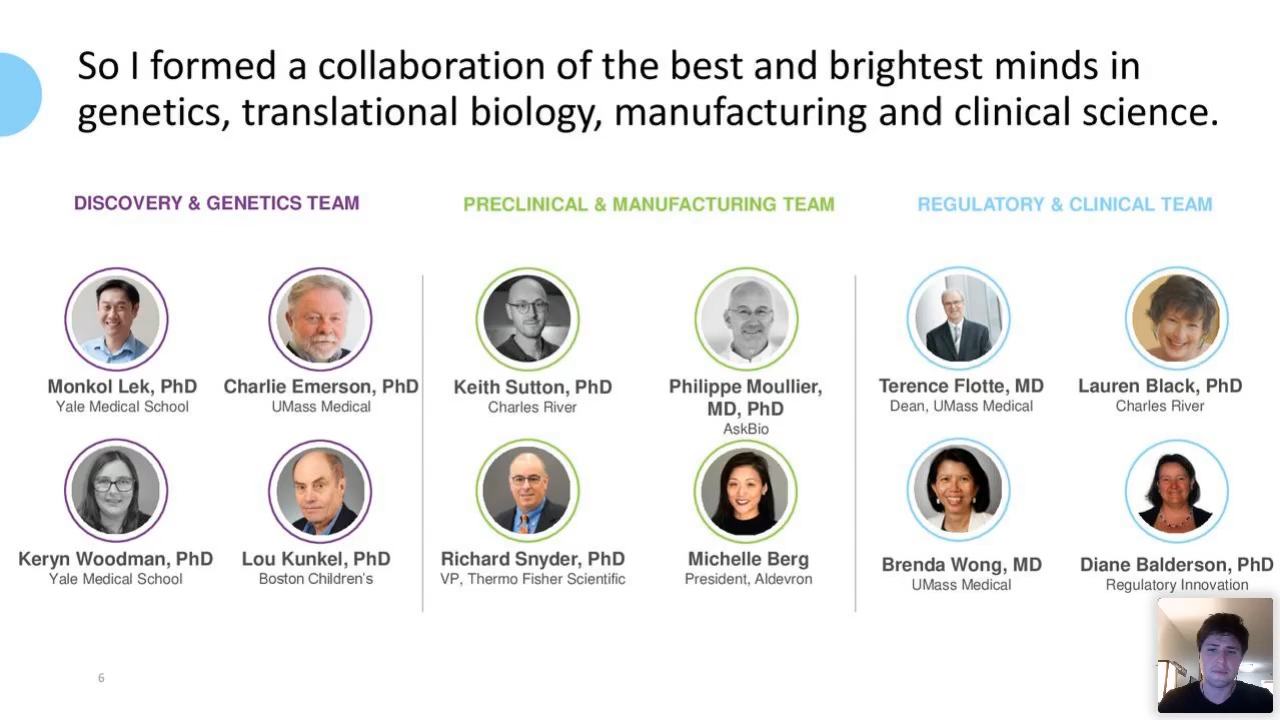 So I formed a collaboration of the best and brightest minds in
genetics, translational biology, manufacturing and clinical science.
DISCOVERY & GENETICS TEAM
Monkol Lek, PhD
Yale Medical School
Charlie Emerson, PhD
UMass Medical
Keryn Woodman, PhD
Yale Medical School
Lou Kunkel, PhD
Boston Children's
PRECLINICAL & MANUFACTURING TEAM
Keith Sutton, PhD
Charles River
Philippe Moullier,
MD, PhD
AskBio
Richard Snyder, PhD
VP, Thermo Fisher Scientific
Michelle Berg
President, Aldevron
REGULATORY & CLINICAL TEAM
Terence Flotte, MD
Dean, UMass Medical
Lauren Black, PhD
Charles River
Brenda Wong, MD
UMass Medical
Diane Balderson, PhD
Regulatory Innovation
6